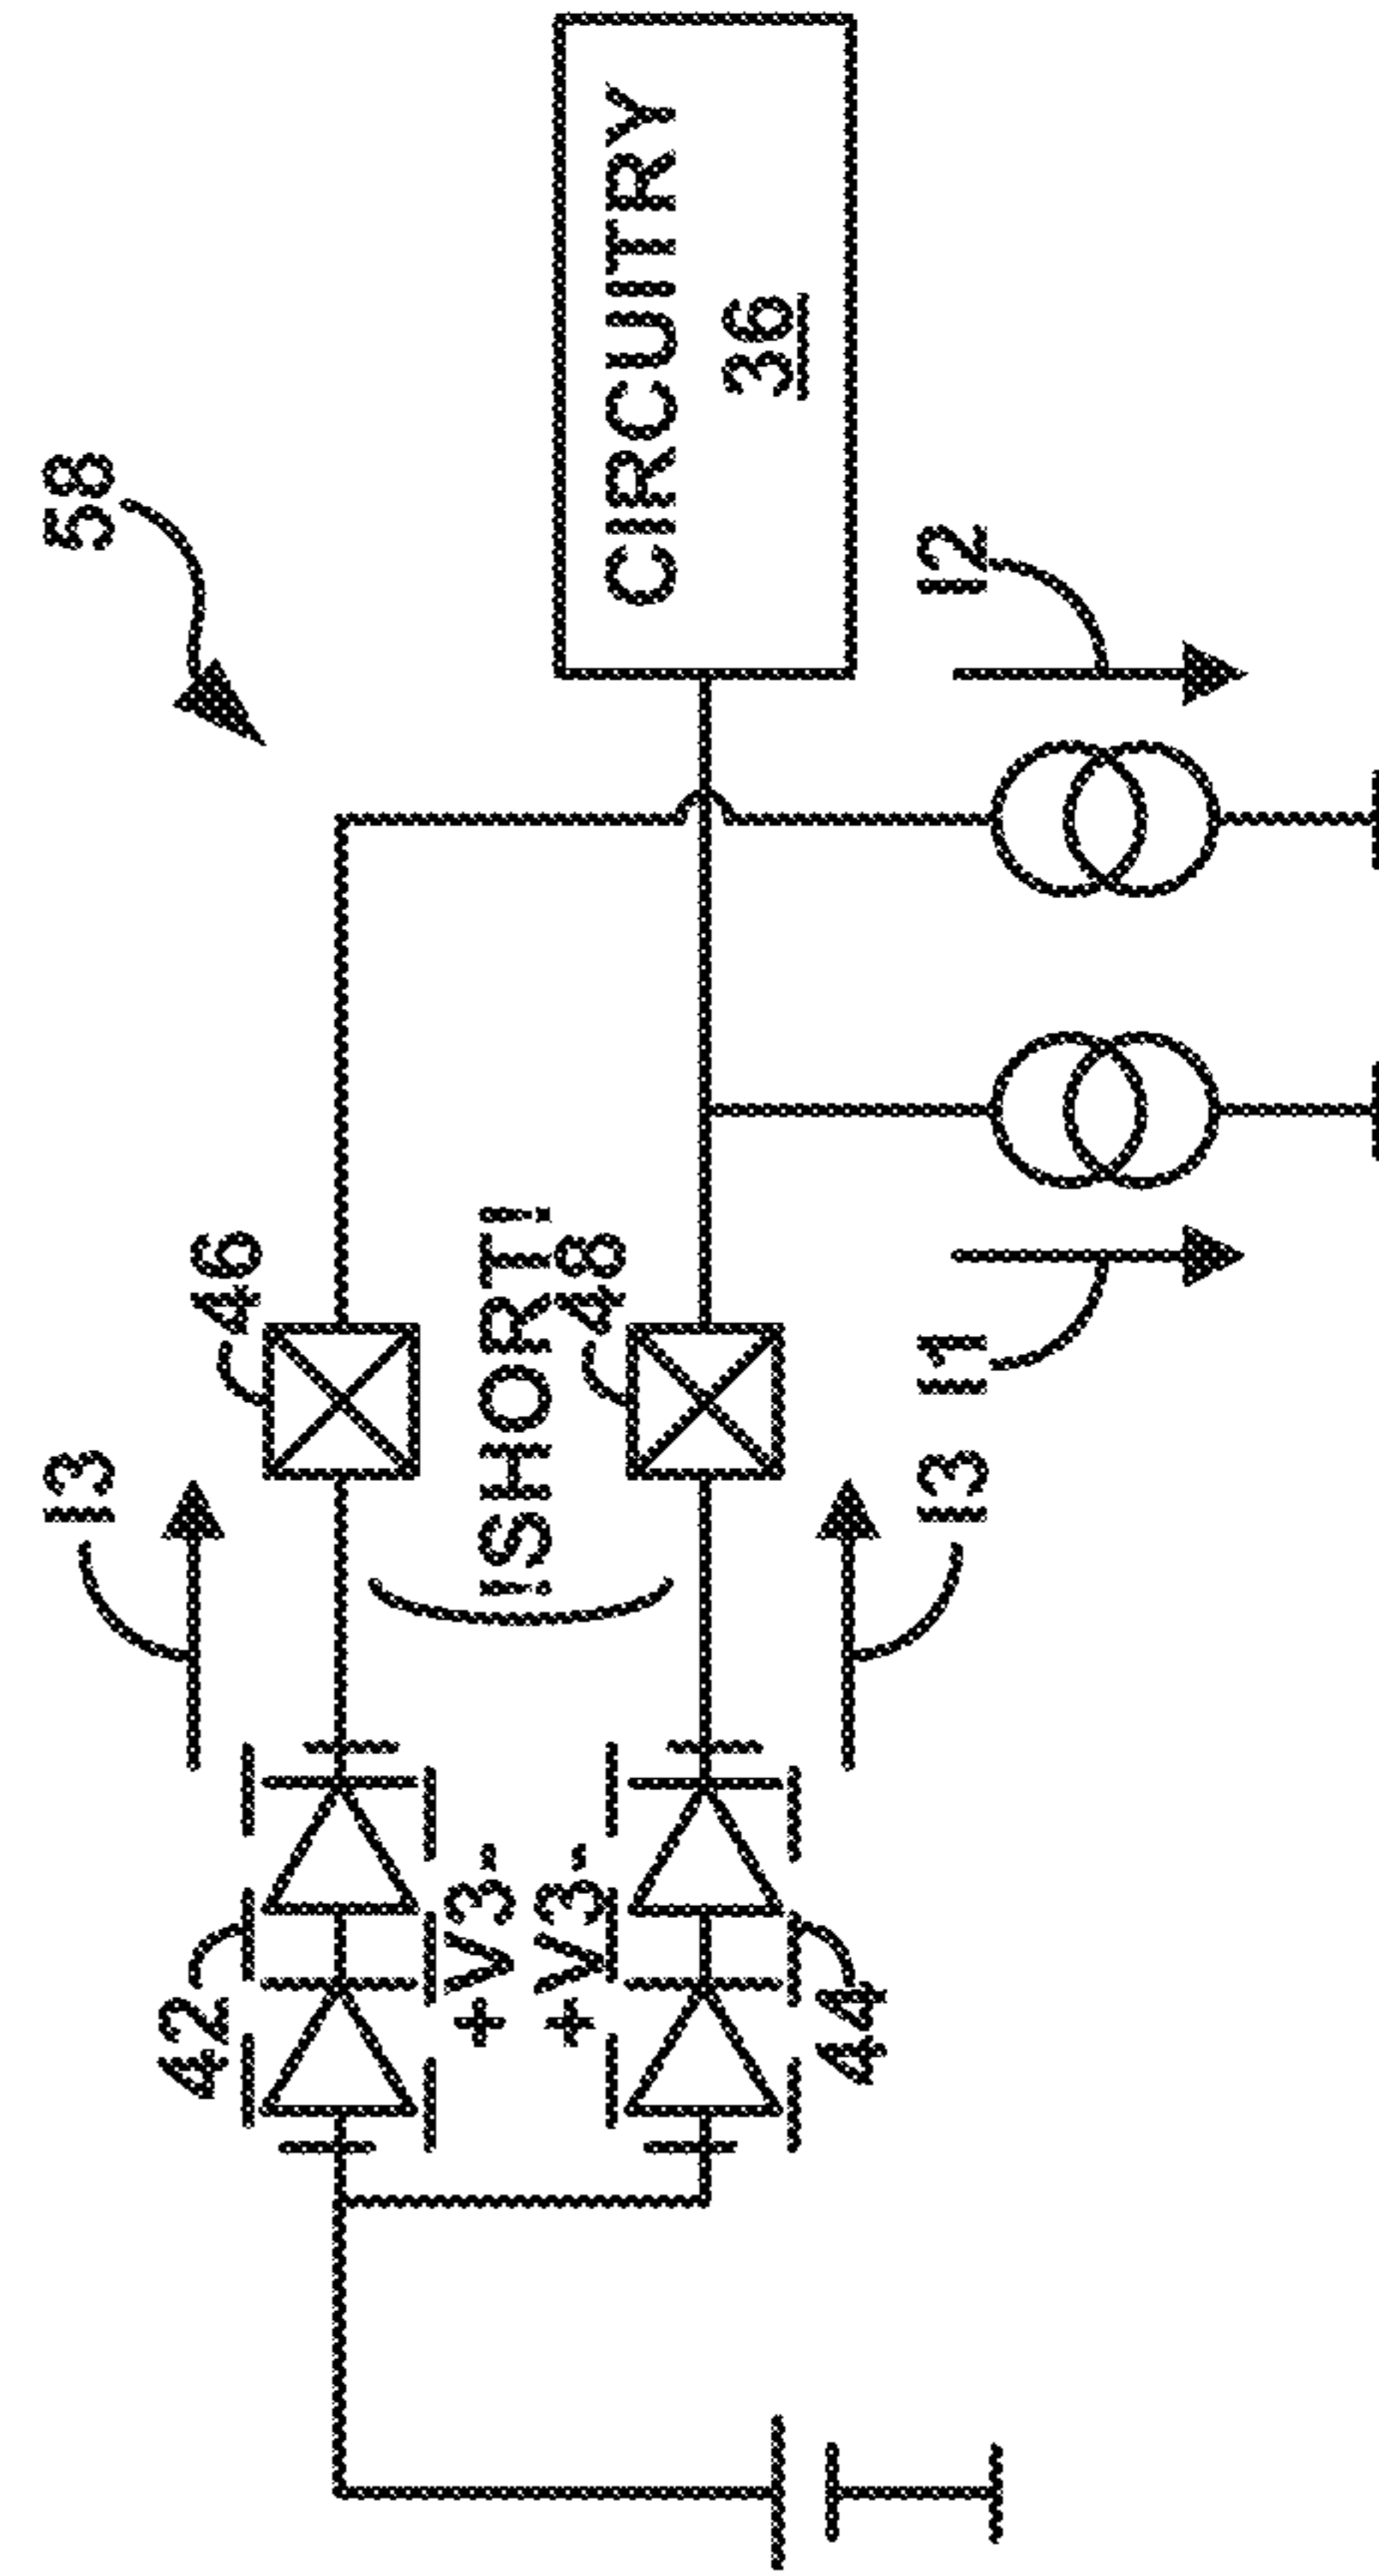 I3
58
42
46
+V3-
!SHORT!
+V3-
48
CIRCUITRY
36
44
I3
I1
I2